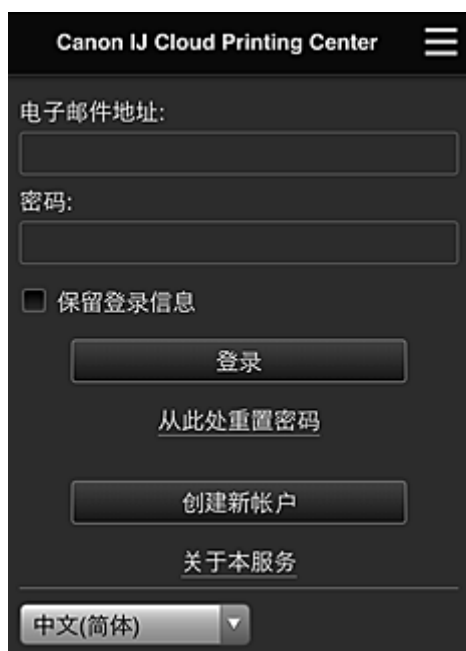 Canon IJ Cloud Printing Center
电子邮件地址:
密码:
保留登录信息
登录
从此处重置密码
创建新帐户
关于本服务
中文(简体)